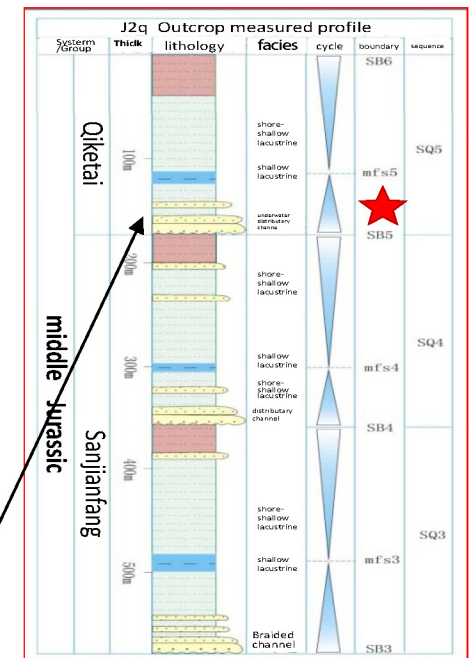 J2q Outcrop measured profile
Systerm /Group
Thick
lithology
facies
cycle
boundary
sequence
SB6
Qiketai
shore-
shallow
lacustrine
SQ5
100m
shallow
lacustrine
mfs5
underwater
distributary
channel
SB5
200m
shore-
shallow
lacustrine
middle Jurassic
SQ4
300m
shallow
lacustrine
mfs4
shore-
shallow
lacustrine
distributary
channel
SB4
Sanjianfang
400m
shore-
shallow
lacustrine
SQ3
500m
shallow
lacustrine
mfs3
Braided
channel
SB3